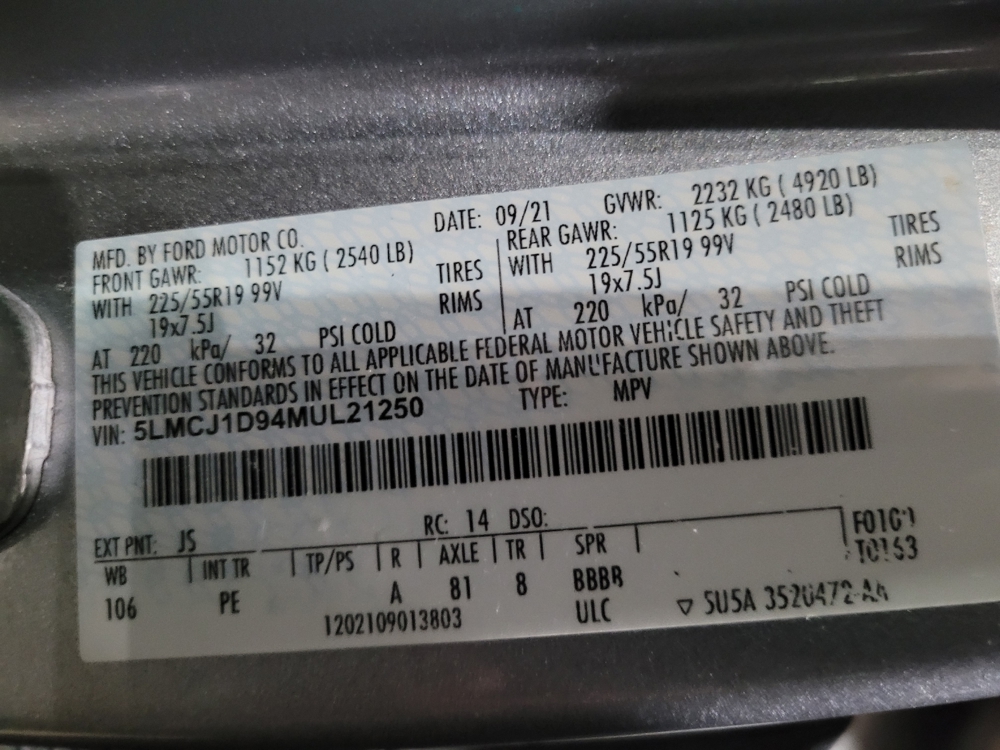 MFD. BY FORD MOTOR CO. DATE: 09/21 GVWR: 2232 KG ( 4920 LB)
FRONT GAWR: 1152 KG ( 2540 LB)
WITH 225/55R19 99V TIRES
19x7.5J RIMS
AT 220 kPa/ 32 PSI COLD
REAR GAWR: 1125 KG ( 2480 LB)
WITH 225/55R19 99V TIRES
19x7.5J RIMS
AT 220 kPa/ 32 PSI COLD
THIS VEHICLE CONFORMS TO ALL APPLICABLE FEDERAL MOTOR VEHICLE SAFETY AND THEFT
PREVENTION STANDARDS IN EFFECT ON THE DATE OF MANUFACTURE SHOWN ABOVE.
VIN: 5LMCJ1D94MUL21250 TYPE: MPV
EXT PNT: JS RC: 14 DSO:
WB INT TR TP/PS R AXLE TR SPR
106 PE A 81 8 BBBB
1202109013803 ULC
▽ SU5A